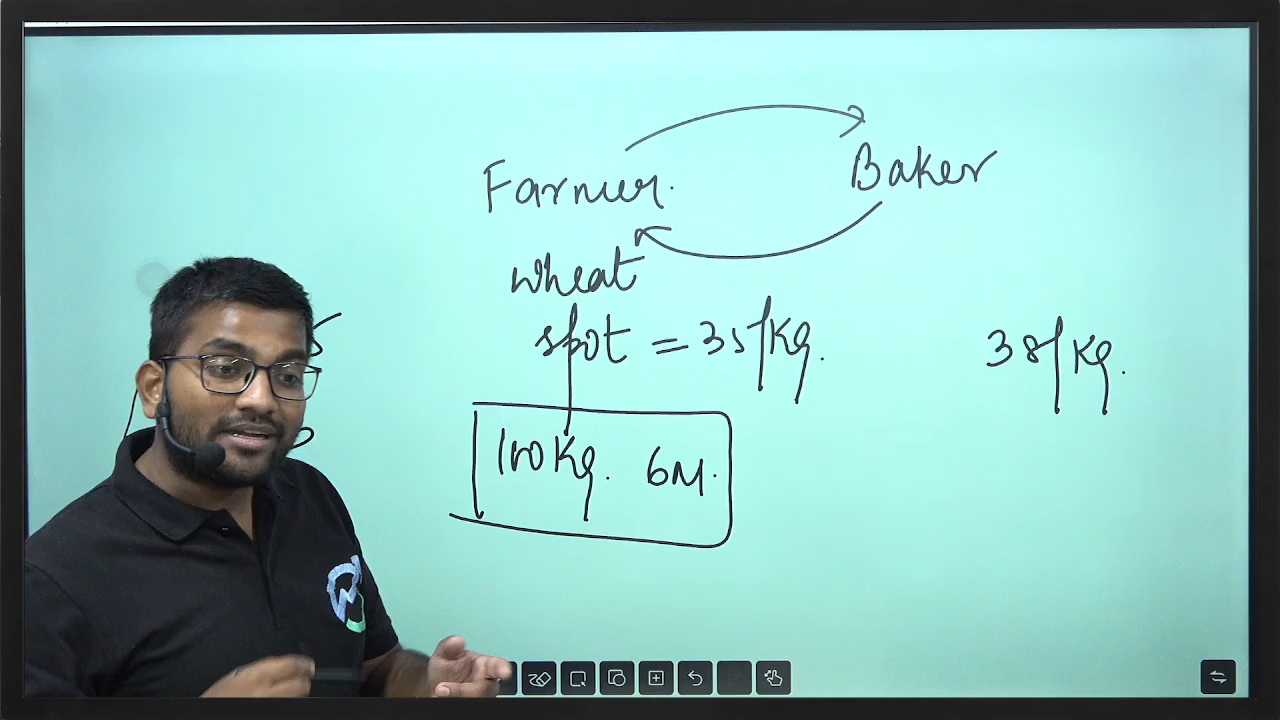 Farmer.
Baker
wheat
spot = 35/Kg.
38/Kg.
100Kg. 6M.